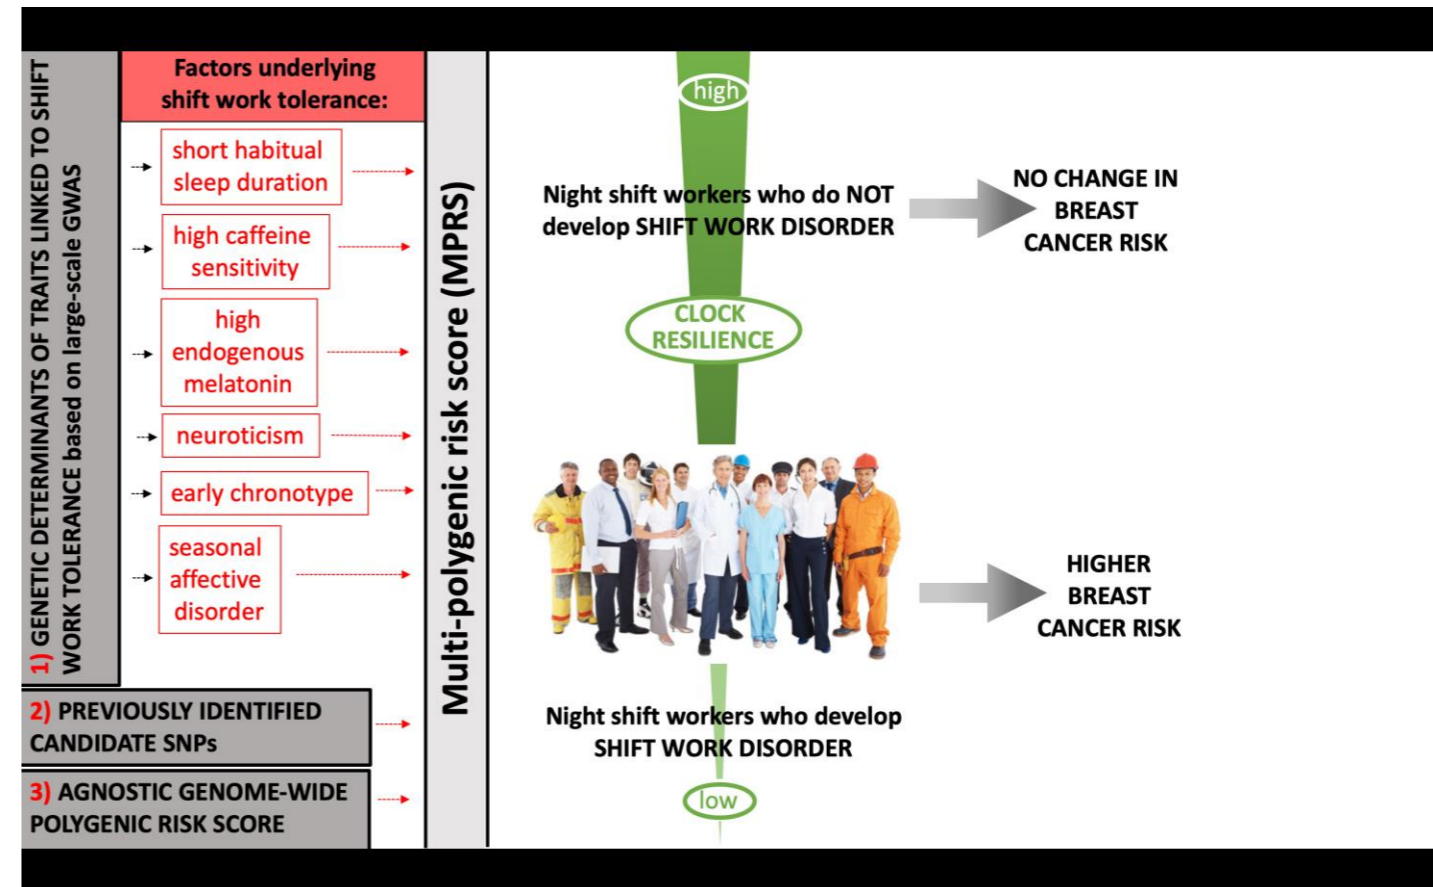 1) GENETIC DETERMINANTS OF TRAITS LINKED TO SHIFT
WORK TOLERANCE based on large-scale GWAS
Factors underlying
shift work tolerance:
short habitual
sleep duration
high caffeine
sensitivity
high
endogenous
melatonin
neuroticism
early chronotype
seasonal
affective
disorder
2) PREVIOUSLY IDENTIFIED
CANDIDATE SNPs
3) AGNOSTIC GENOME-WIDE
POLYGENIC RISK SCORE
Multi-polygenic risk score (MPRS)
high
Night shift workers who do NOT
develop SHIFT WORK DISORDER
NO CHANGE IN
BREAST
CANCER RISK
CLOCK
RESILIENCE
HIGHER
BREAST
CANCER RISK
Night shift workers who develop
SHIFT WORK DISORDER
low